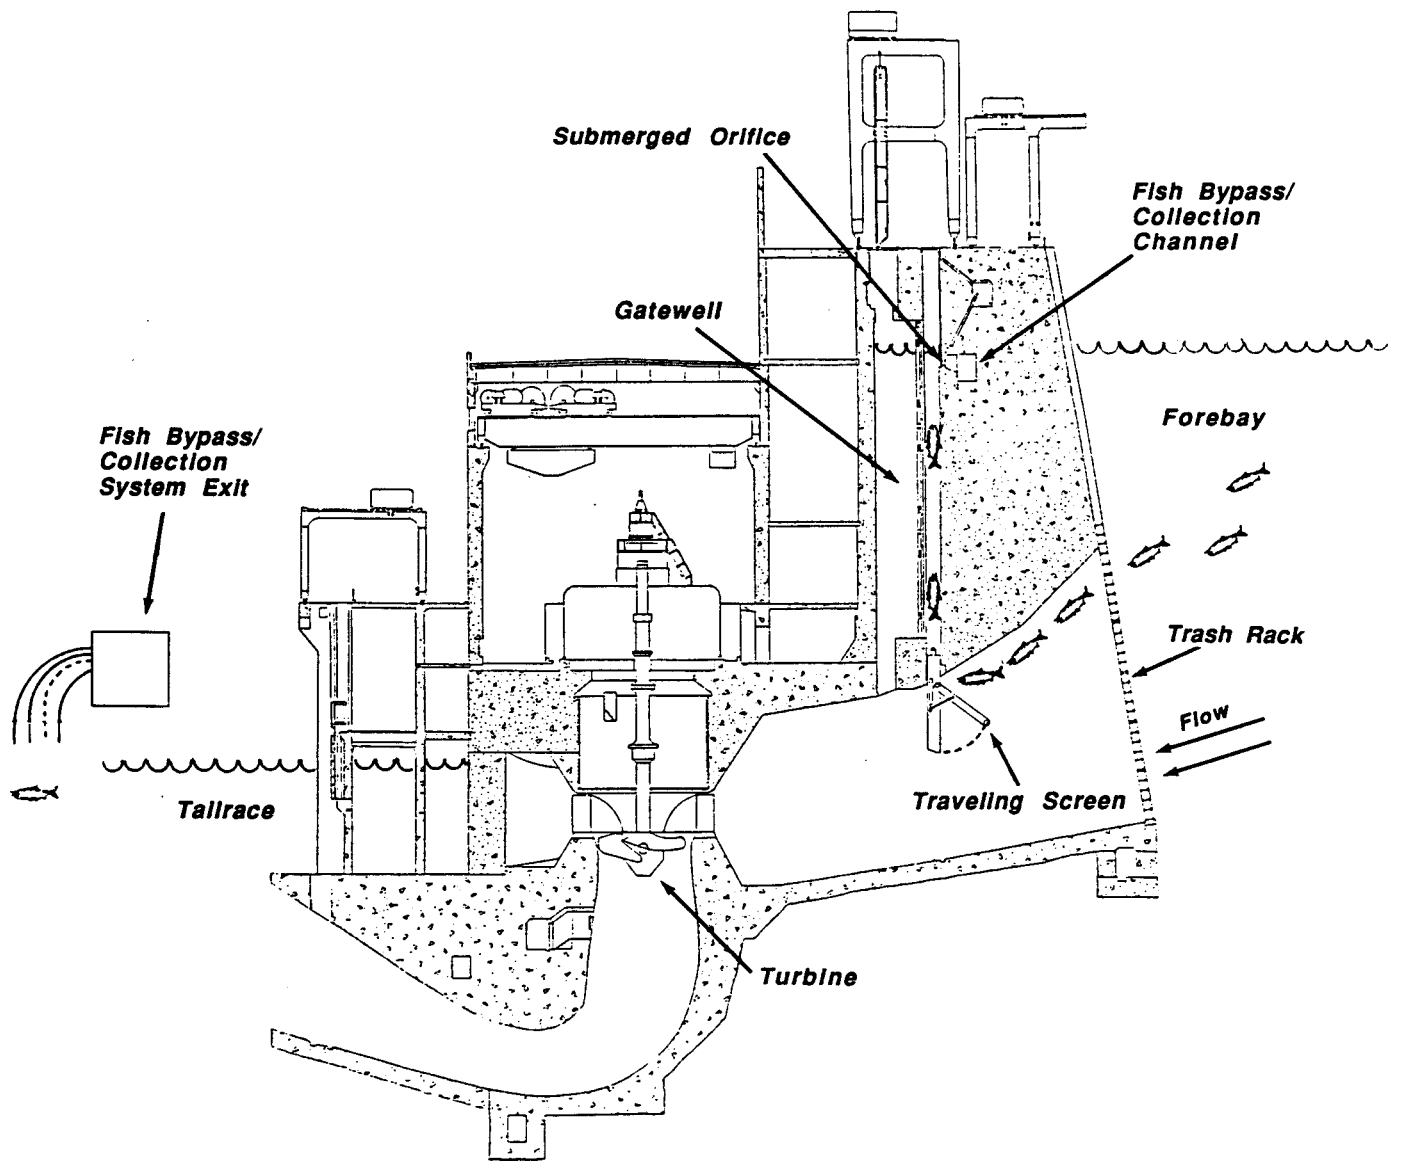 Submerged Orifice
Fish Bypass/
Collection
Channel
Gatewell
Forebay
Fish Bypass/
Collection
System Exit
Trash Rack
Flow
Traveling Screen
Tailrace
Turbine